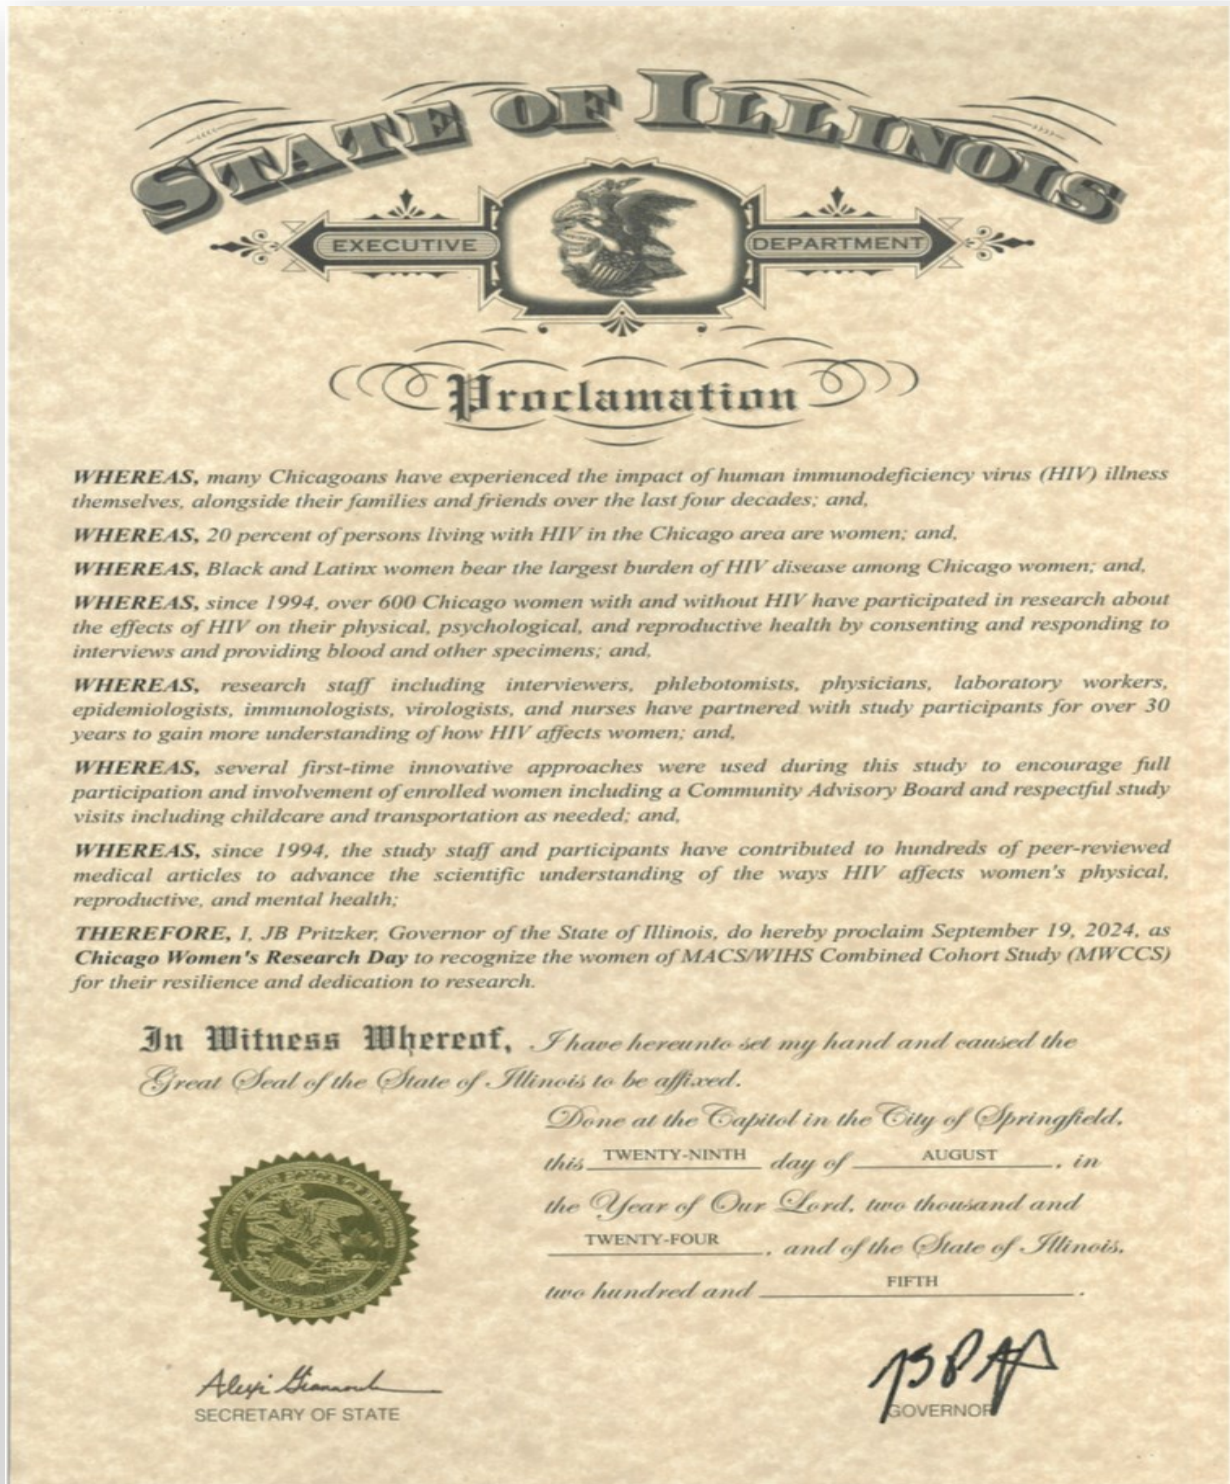 STATE OF ILLINOIS
EXECUTIVE DEPARTMENT
Proclamation
WHEREAS, many Chicagoans have experienced the impact of human immunodeficiency virus (HIV) illness
themselves, alongside their families and friends over the last four decades; and,
WHEREAS, 20 percent of persons living with HIV in the Chicago area are women; and,
WHEREAS, Black and Latinx women bear the largest burden of HIV disease among Chicago women; and,
WHEREAS, since 1994, over 600 Chicago women with and without HIV have participated in research about
the effects of HIV on their physical, psychological, and reproductive health by consenting and responding to
interviews and providing blood and other specimens; and,
WHEREAS, research staff including interviewers, phlebotomists, physicians, laboratory workers,
epidemiologists, immunologists, virologists, and nurses have partnered with study participants for over 30
years to gain more understanding of how HIV affects women; and,
WHEREAS, several first-time innovative approaches were used during this study to encourage full
participation and involvement of enrolled women including a Community Advisory Board and respectful study
visits including childcare and transportation as needed; and,
WHEREAS, since 1994, the study staff and participants have contributed to hundreds of peer-reviewed
medical articles to advance the scientific understanding of the ways HIV affects women's physical,
reproductive, and mental health;
THEREFORE, I, JB Pritzker, Governor of the State of Illinois, do hereby proclaim September 19, 2024, as
Chicago Women's Research Day to recognize the women of MACS/WIHS Combined Cohort Study (MWCCS)
for their resilience and dedication to research.
In Witness Whereof, I have hereunto set my hand and caused the
Great Seal of the State of Illinois to be affixed.
Done at the Capitol in the City of Springfield,
this TWENTY-NINTH day of AUGUST, in
the Year of Our Lord, two thousand and
TWENTY-FOUR, and of the State of Illinois,
two hundred and FIFTH.
SECRETARY OF STATE
GOVERNOR